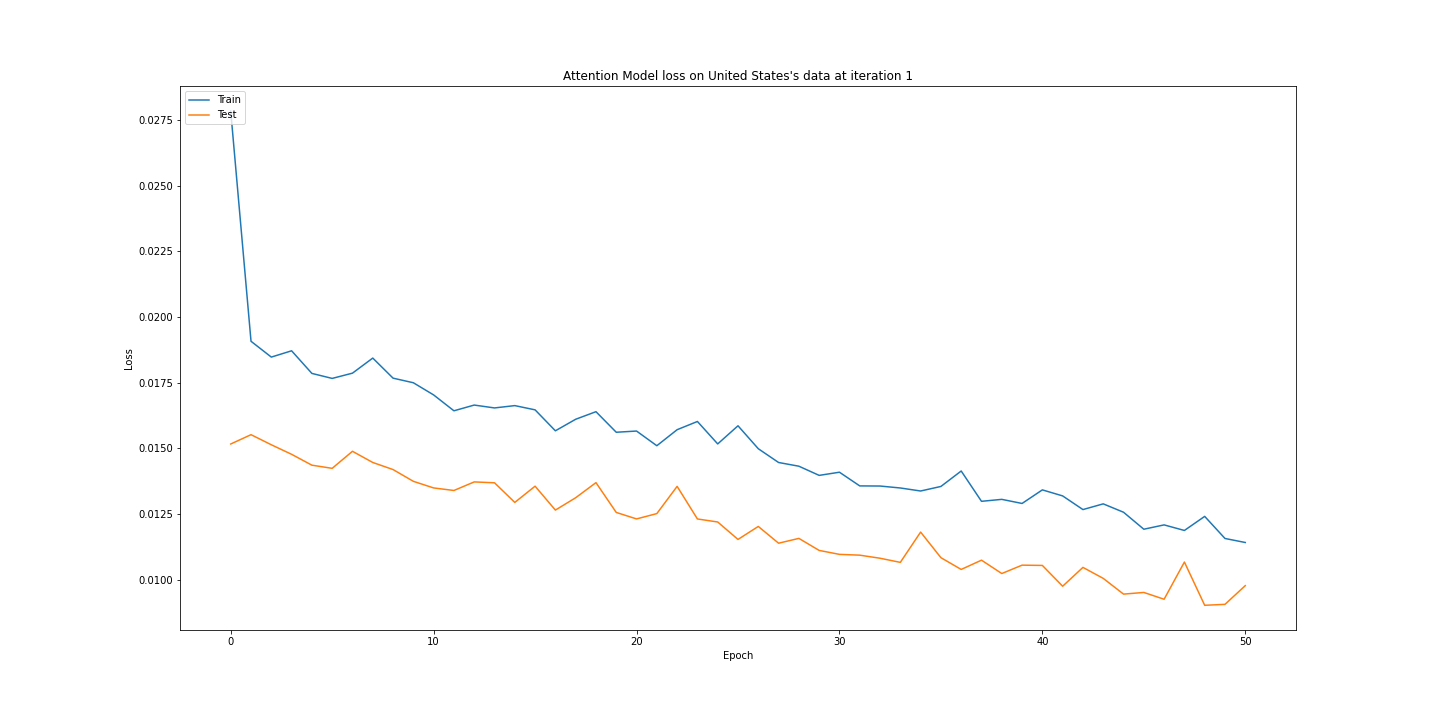 Attention Model loss on United States's data at iteration 1
Train
Test
0.0275
0.0250
0.0225
0.0200
0.0175
0.0150
0.0125
0.0100
Loss
0 10 20 30 40 50
Epoch